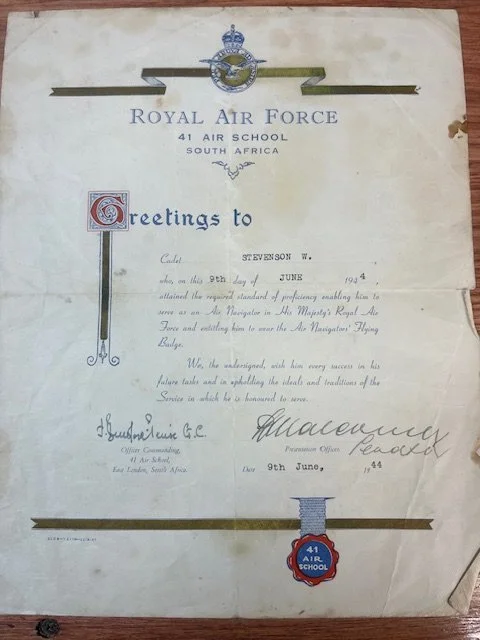 ROYAL AIR FORCE
41 AIR SCHOOL
SOUTH AFRICA
Greetings to
Cadet STEVENSON W.
who, on this 9th day of JUNE 1944,
attained the required standard of proficiency enabling him to
serve as an Air Navigator in His Majesty's Royal Air
Force and entitling him to wear the Air Navigators' Flying
Badge.
We, the undersigned, wish him every success in his
future tasks and in upholding the ideals and traditions of the
Service in which he is honoured to serve.
G.C.
Officer Commanding,
41 Air School,
East London, South Africa.
Presentation Officer.
Date 9th June, 1944
41
AIR
SCHOOL